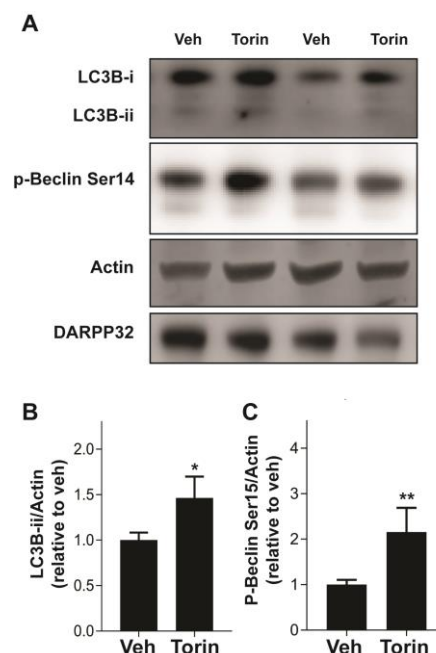 A
Veh Torin Veh Torin
LC3B-i
LC3B-ii
p-Beclin Ser14
Actin
DARPP32
B
LC3B-ii/Actin
(relative to veh)
2.0
1.5
1.0
0.5
0.0
*
Veh Torin
C
P-Beclin Ser15/Actin
(relative to veh)
4
2
1
0
**
Veh Torin